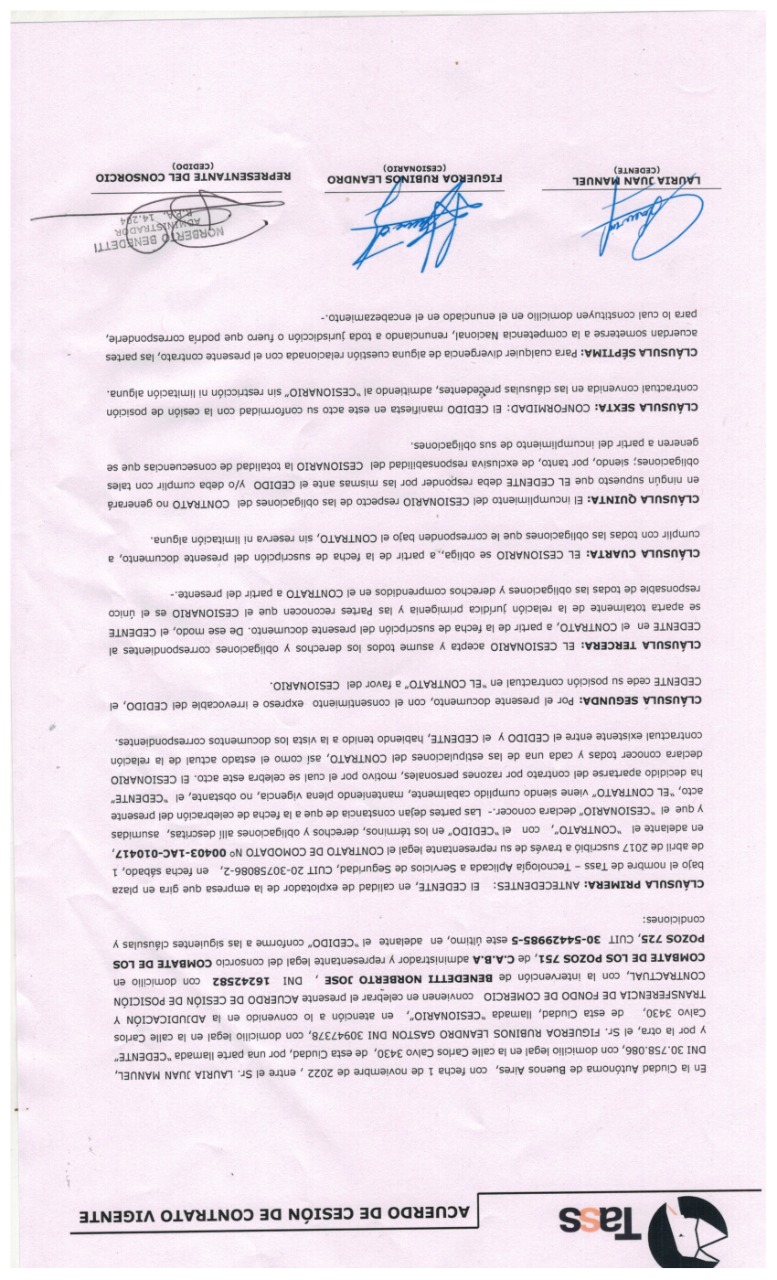 Tass
ACUERDO DE CESIÓN DE CONTRATO VIGENTE
En la Ciudad Autónoma de Buenos Aires, con fecha 1 de noviembre de 2022 , entre el Sr. LAURIA JUAN MANUEL,
DNI 30.758.086, con domicilio legal en la calle Carlos Calvo 3430, de esta Ciudad, por una parte llamada "CEDENTE"
y por la otra, el Sr. FIGUEROA RUBINOS LEANDRO GASTON DNI 30947378, con domicilio legal en la calle Carlos
Calvo 3430, de esta Ciudad, llamada "CESIONARIO", en atención a lo convenido en la ADJUDICACIÓN Y
TRANSFERENCIA DE FONDO DE COMERCIO convienen en celebrar el presente ACUERDO DE CESIÓN DE POSICIÓN
CONTRACTUAL, con la intervención de BENEDETTI NORBERTO JOSE , DNI 16242582 con domicilio en
COMBATE DE LOS POZOS 751, de C.A.B.A administrador y representante legal del consorcio COMBATE DE LOS
POZOS 725, CUIT 30-54429985-5 este último, en adelante el "CEDIDO" conforme a las siguientes cláusulas y
condiciones:
CLÁUSULA PRIMERA: ANTECEDENTES: El CEDENTE, en calidad de explotador de la empresa que gira en plaza
bajo el nombre de Tass – Tecnología Aplicada a Servicios de Seguridad, CUIT 20-30758086-2, en fecha sábado, 1
de abril de 2017 suscribió a través de su representante legal el CONTRATO DE COMODATO Nº 00403-1AC-010417,
en adelante el "CONTRATO", con el "CEDIDO" en los términos, derechos y obligaciones allí descritas, asumidas
y que el "CESIONARIO" declara conocer.- Las partes dejan constancia de que a la fecha de celebración del presente
acto, "EL CONTRATO" viene siendo cumplido cabalmente, manteniendo plena vigencia, no obstante, el "CEDENTE"
ha decidido apartarse del contrato por razones personales, motivo por el cual se celebra este acto. El CESIONARIO
declara conocer todas y cada una de las estipulaciones del CONTRATO, así como el estado actual de la relación
contractual existente entre el CEDIDO y el CEDENTE, habiendo tenido a la vista los documentos correspondientes.
CLÁUSULA SEGUNDA: Por el presente documento, con el consentimiento expreso e irrevocable del CEDIDO, el
CEDENTE cede su posición contractual en "EL CONTRATO" a favor del CESIONARIO.
CLÁUSULA TERCERA: EL CESIONARIO acepta y asume todos los derechos y obligaciones correspondientes al
CEDENTE en el CONTRATO, a partir de la fecha de suscripción del presente documento. De ese modo, el CEDENTE
se aparta totalmente de la relación jurídica primigenia y las Partes reconocen que el CESIONARIO es el único
responsable de todas las obligaciones y derechos comprendidos en el CONTRATO a partir del presente.-
CLÁUSULA CUARTA: EL CESIONARIO se obliga, a partir de la fecha de suscripción del presente documento, a
cumplir con todas las obligaciones que le corresponden bajo el CONTRATO, sin reserva ni limitación alguna.
CLÁUSULA QUINTA: El incumplimiento del CESIONARIO respecto de las obligaciones del CONTRATO no generará
en ningún supuesto que EL CEDENTE deba responder por las mismas ante el CEDIDO y/o deba cumplir con tales
obligaciones; siendo, por tanto, de exclusiva responsabilidad del CESIONARIO la totalidad de consecuencias que se
generen a partir del incumplimiento de sus obligaciones.
CLÁUSULA SEXTA: CONFORMIDAD: El CEDIDO manifiesta en este acto su conformidad con la cesión de posición
contractual convenida en las cláusulas precedentes, admitiendo al "CESIONARIO" sin restricción ni limitación alguna.
CLÁUSULA SÉPTIMA: Para cualquier divergencia de alguna cuestión relacionada con el presente contrato, las partes
acuerdan someterse a la competencia Nacional, renunciando a toda jurisdicción o fuero que podría corresponderle,
para lo cual constituyen domicilio en el enunciado en el encabezamiento.-
NORBERTO BENEDETTI
ADMINISTRADOR
R.P.A. 14.204
LAURIA JUAN MANUEL
(CEDENTE)
FIGUEROA RUBINOS LEANDRO
(CESIONARIO)
REPRESENTANTE DEL CONSORCIO
(CEDIDO)